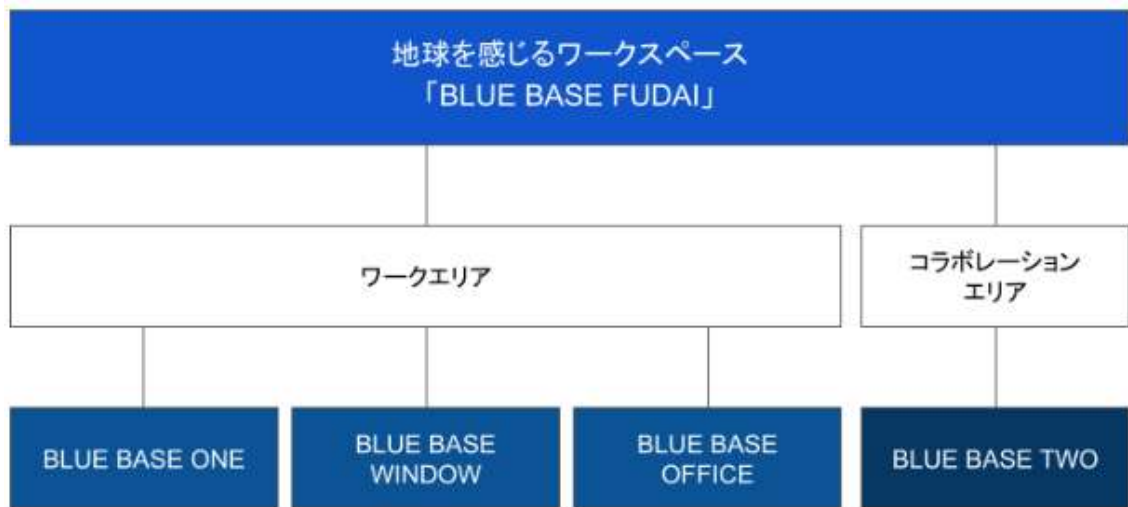 地球を感じるワークスペース
「BLUE BASE FUDAI」
ワークエリア
コラボレーション
エリア
BLUE BASE ONE
BLUE BASE
WINDOW
BLUE BASE
OFFICE
BLUE BASE TWO